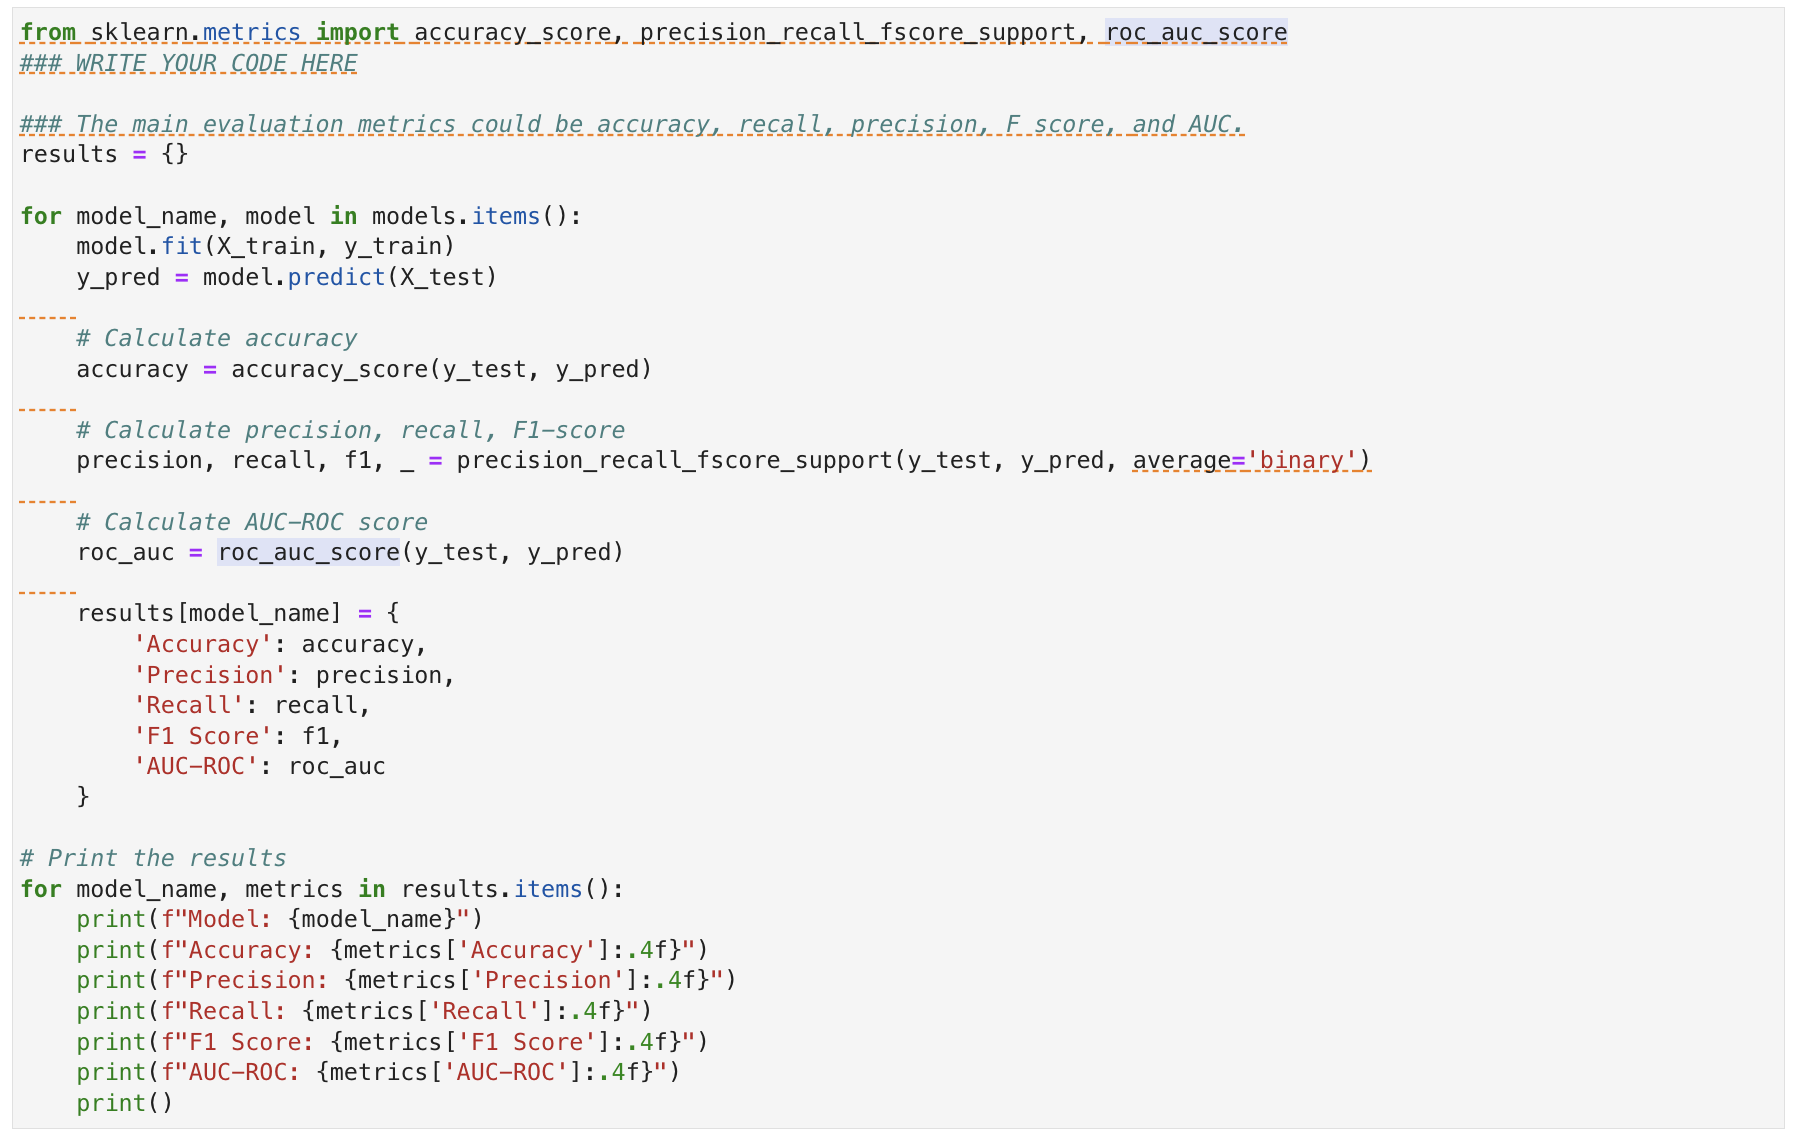 from sklearn.metrics import accuracy_score, precision_recall_fscore_support, roc_auc_score
### WRITE YOUR CODE HERE

### The main evaluation metrics could be accuracy, recall, precision, F score, and AUC.
results = {}

for model_name, model in models.items():
    model.fit(X_train, y_train)
    y_pred = model.predict(X_test)

    # Calculate accuracy
    accuracy = accuracy_score(y_test, y_pred)

    # Calculate precision, recall, F1-score
    precision, recall, f1, _ = precision_recall_fscore_support(y_test, y_pred, average='binary')

    # Calculate AUC-ROC score
    roc_auc = roc_auc_score(y_test, y_pred)

    results[model_name] = {
        'Accuracy': accuracy,
        'Precision': precision,
        'Recall': recall,
        'F1 Score': f1,
        'AUC-ROC': roc_auc
    }

# Print the results
for model_name, metrics in results.items():
    print(f"Model: {model_name}")
    print(f"Accuracy: {metrics['Accuracy']:.4f}")
    print(f"Precision: {metrics['Precision']:.4f}")
    print(f"Recall: {metrics['Recall']:.4f}")
    print(f"F1 Score: {metrics['F1 Score']:.4f}")
    print(f"AUC-ROC: {metrics['AUC-ROC']:.4f}")
    print()